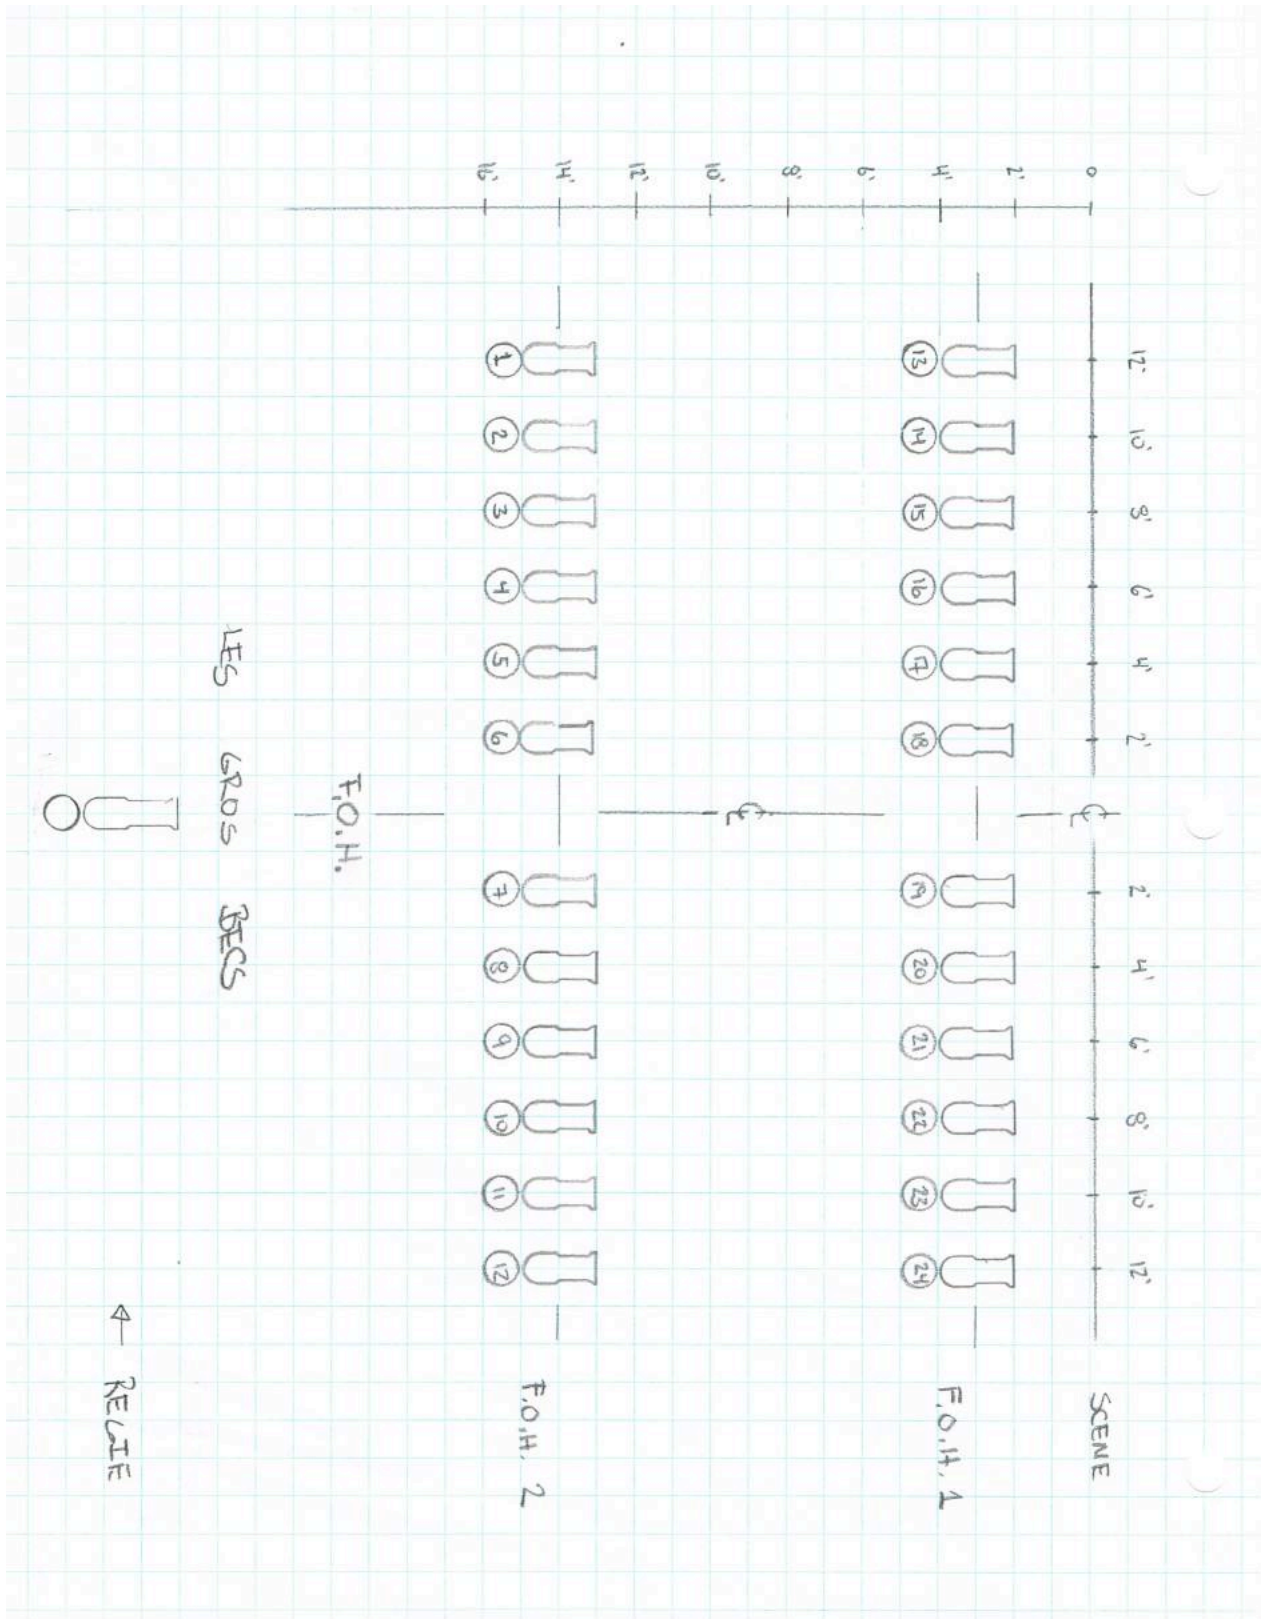 12' 10' 8' 6' 4' 2' 2' 4' 6' 8' 10' 12'
0 ℄ SCENE
2'
4' F.O.H. 1
13 14 15 16 17 18 19 20 21 22 23 24
6'
8' ℄
10'
12'
14' F.O.H. 2
1 2 3 4 5 6 7 8 9 10 11 12
16'
F.O.H.
LES GROS BECS
← REGIE